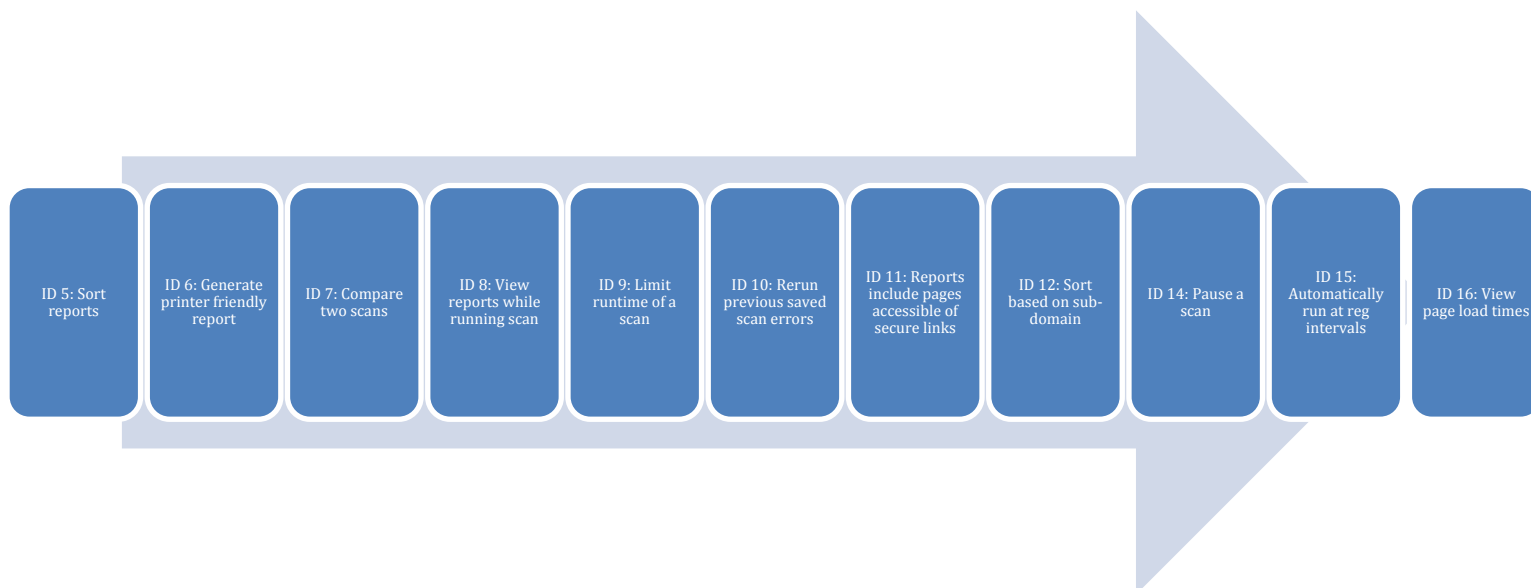 ID 5: Sort
reports
ID 6: Generate
printer friendly
report
ID 7: Compare
two scans
ID 8: View
reports while
running scan
ID 9: Limit
runtime of a
scan
ID 10: Rerun
previous saved
scan errors
ID 11: Reports
include pages
accessible of
secure links
ID 12: Sort
based on sub-
domain
ID 14: Pause a
scan
ID 15:
Automatically
run at reg
intervals
ID 16: View
page load times